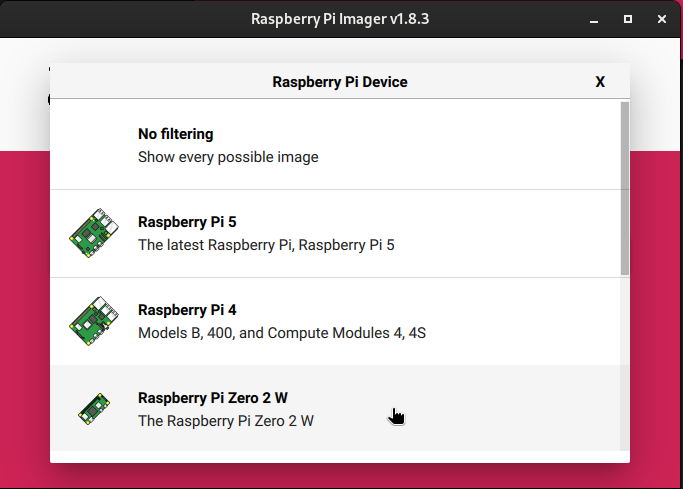 Raspberry Pi Imager v1.8.3
Raspberry Pi Device
X
No filtering
Show every possible image
Raspberry Pi 5
The latest Raspberry Pi, Raspberry Pi 5
Raspberry Pi 4
Models B, 400, and Compute Modules 4, 4S
Raspberry Pi Zero 2 W
The Raspberry Pi Zero 2 W